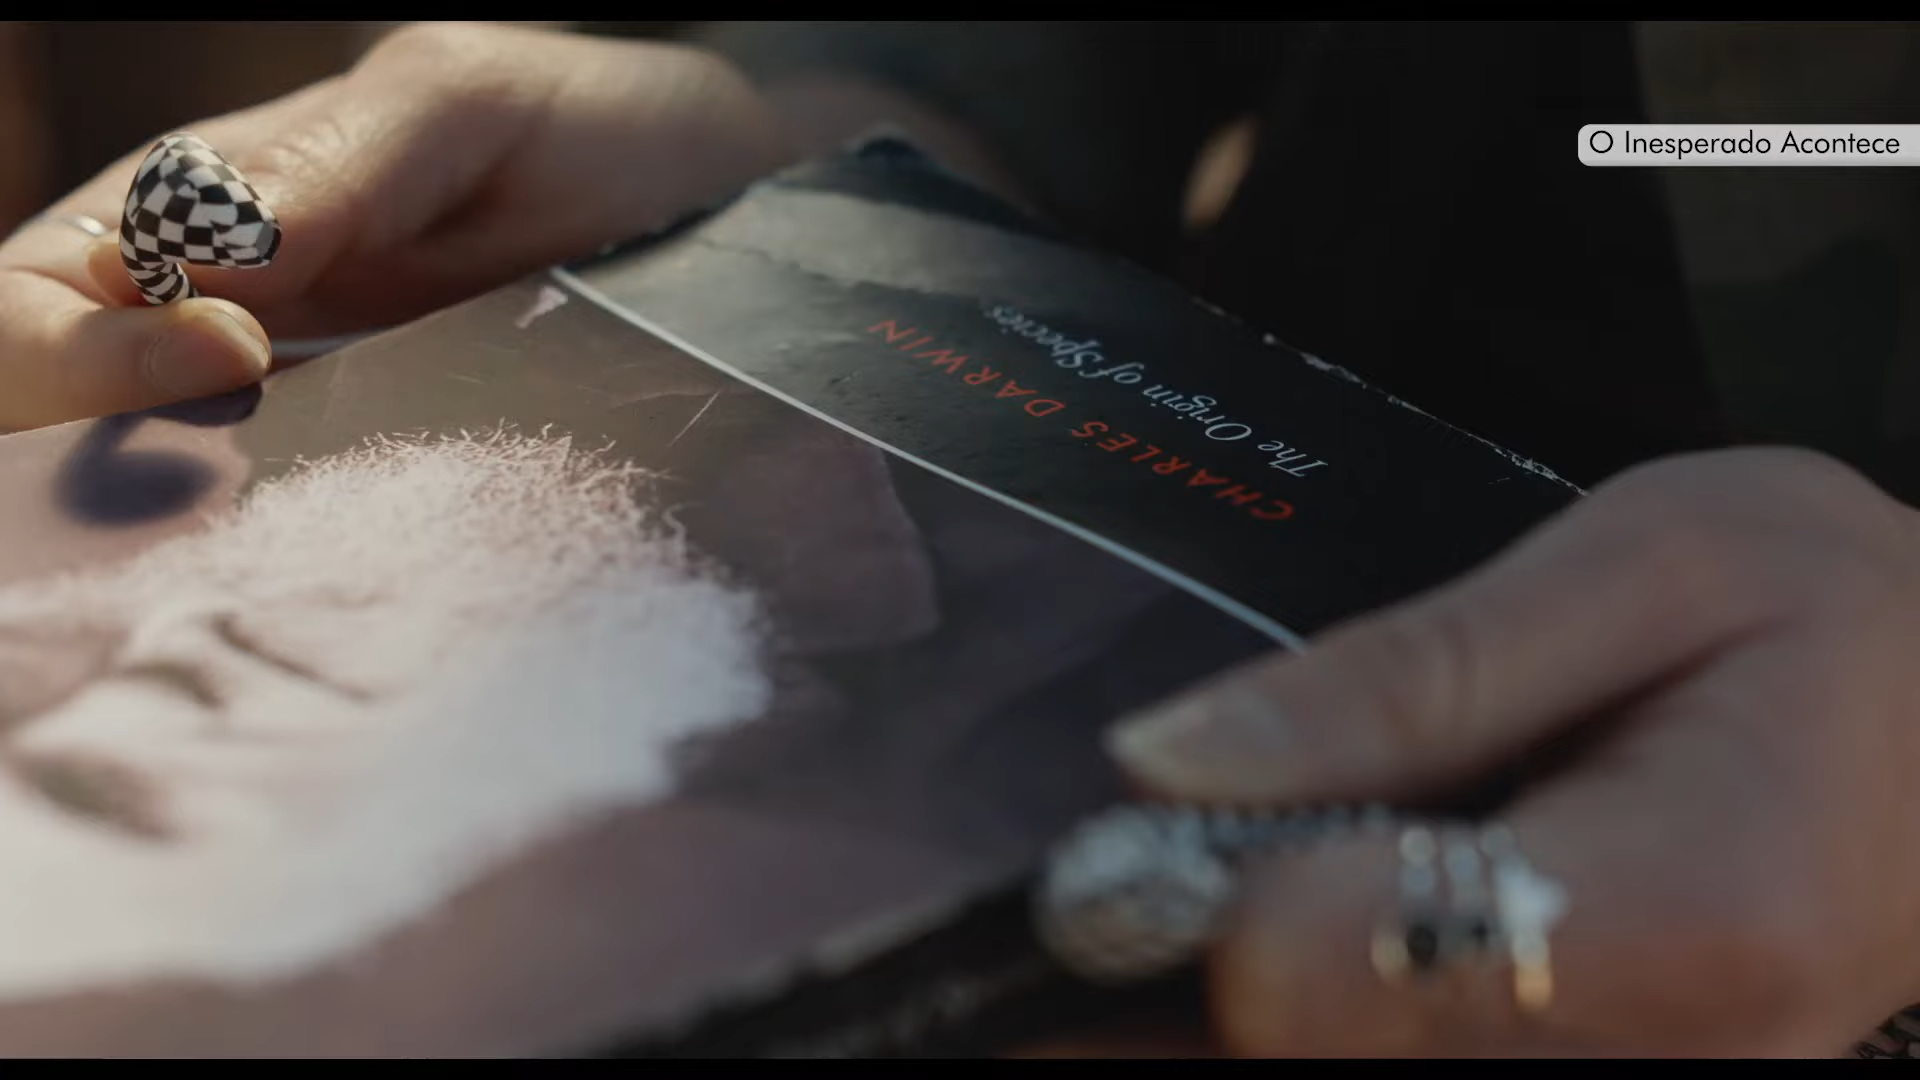 O Inesperado Acontece
CHARLES DARWIN
The Origin of Species